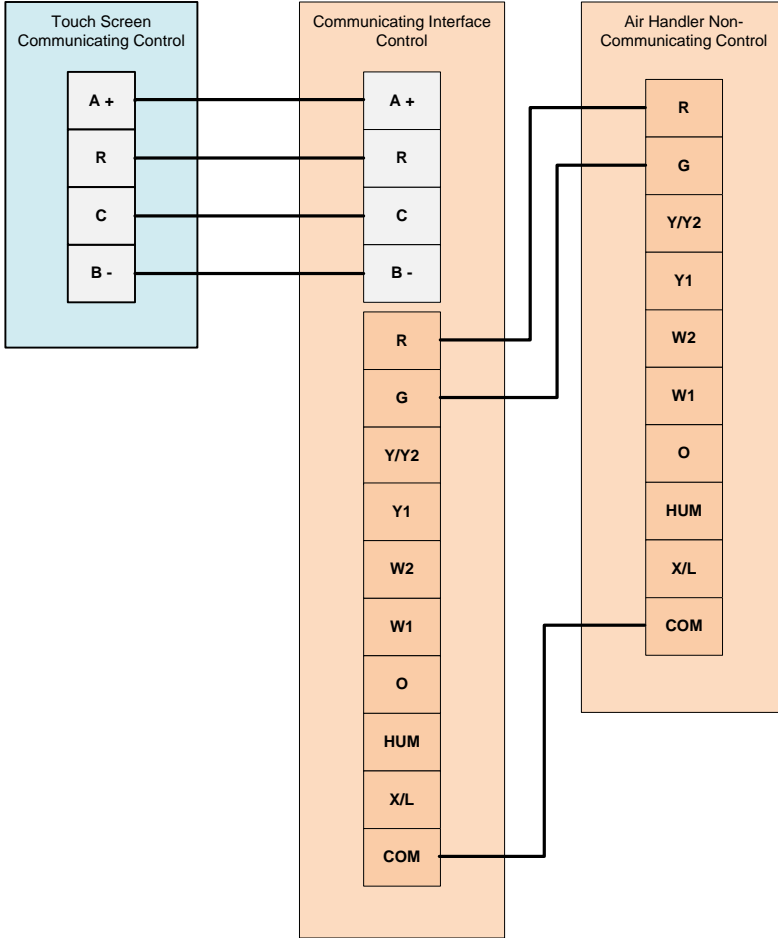 Touch Screen
Communicating Control
A +
R
C
B -
Communicating Interface
Control
A +
R
C
B -
R
G
Y/Y2
Y1
W2
W1
O
HUM
X/L
COM
Air Handler Non-
Communicating Control
R
G
Y/Y2
Y1
W2
W1
O
HUM
X/L
COM